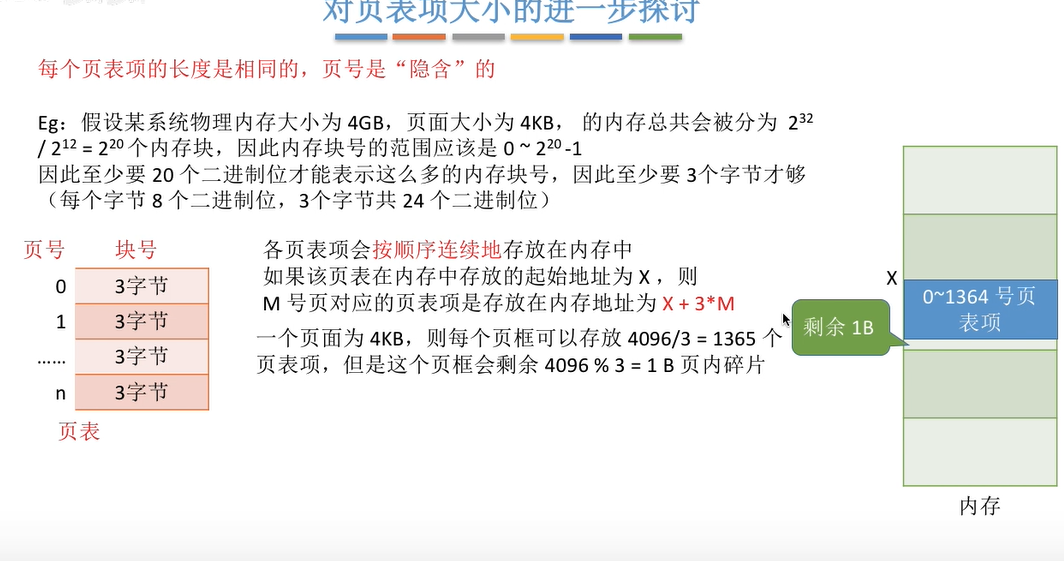 对页表项大小的进一步探讨
每个页表项的长度是相同的，页号是“隐含”的
Eg：假设某系统物理内存大小为 4GB，页面大小为 4KB， 的内存总共会被分为 2³²
/ 2¹² = 2²⁰ 个内存块，因此内存块号的范围应该是 0 ~ 2²⁰ -1
因此至少要 20 个二进制位才能表示这么多的内存块号，因此至少要 3个字节才够
（每个字节 8 个二进制位，3个字节共 24 个二进制位）
页号 块号
0 3字节
1 3字节
…… 3字节
n 3字节
页表
各页表项会按顺序连续地存放在内存中
如果该页表在内存中存放的起始地址为 X ，则
M 号页对应的页表项是存放在内存地址为 X + 3*M
一个页面为 4KB，则每个页框可以存放 4096/3 = 1365 个
页表项，但是这个页框会剩余 4096 % 3 = 1 B 页内碎片
剩余 1B
X
0~1364 号页
表项
内存